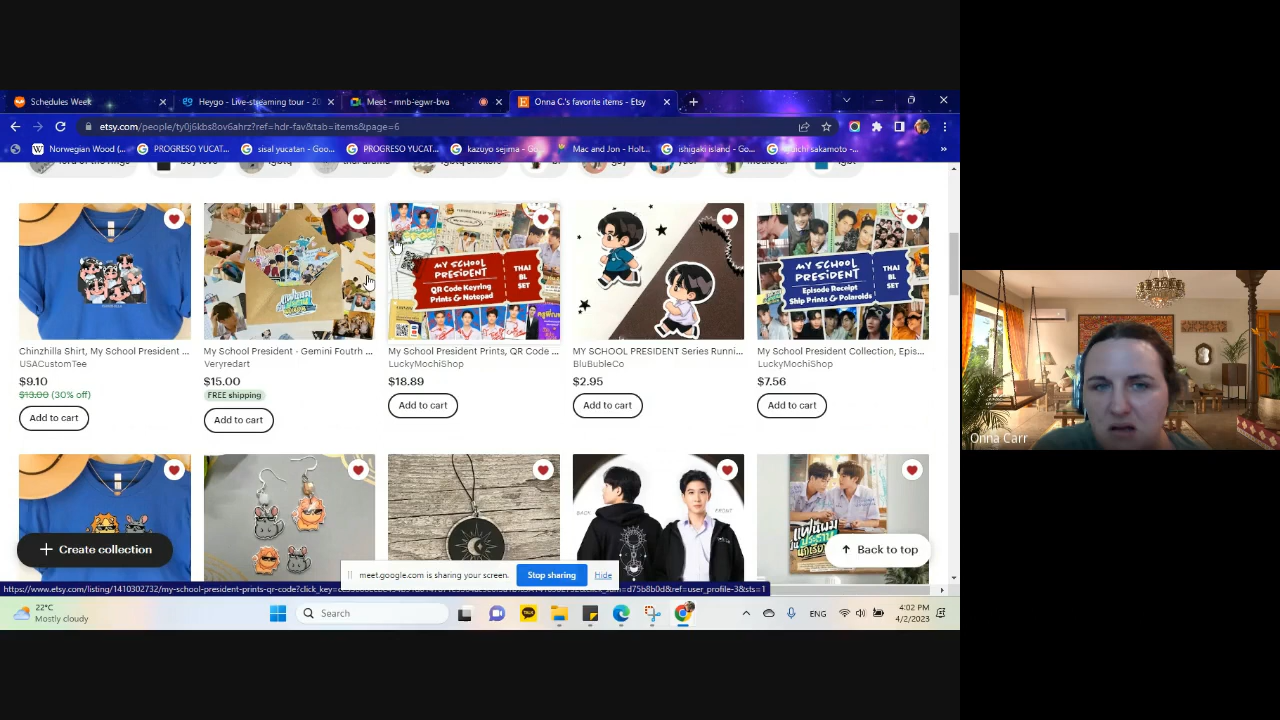 Schedules Week
Heygo - Live-streaming tour - 20
Meet - mnb-egwr-bva
Onna C.'s favorite items - Etsy
etsy.com/people/ty0j6kbs8ov6ahrz?ref=hdr-fav&tab=items&page=6
Norwegian Wood (...
PROGRESO YUCAT...
sisal yucatan - Goo...
PROGRESO YUCAT...
kazuyo sejima - Goo...
Mac and Jon - Holt...
ishigaki island - Go...
sakamoto -...
MY SCHOOL PRESIDENT
QR Code Keyring
Prints & Notepad
THAI BL SET
MY SCHOOL PRESIDENT
Episode Receipt
Ship Prints & Polaroids
THAI BL SET
Chinzhilla Shirt, My School President ...
USACustomTee
$9.10
$13.00 (30% off)
Add to cart
My School President - Gemini Foutrh ...
Veryredart
$15.00
FREE shipping
Add to cart
My School President Prints, QR Code ...
LuckyMochiShop
$18.89
Add to cart
MY SCHOOL PRESIDENT Series Runni...
BluBubleCo
$2.95
Add to cart
My School President Collection, Epis...
LuckyMochiShop
$7.56
Add to cart
BACK
FRONT
Create collection
Back to top
meet.google.com is sharing your screen.
Stop sharing
Hide
22°C
Mostly cloudy
Search
ENG
4:02 PM
4/2/2023
Onna Carr